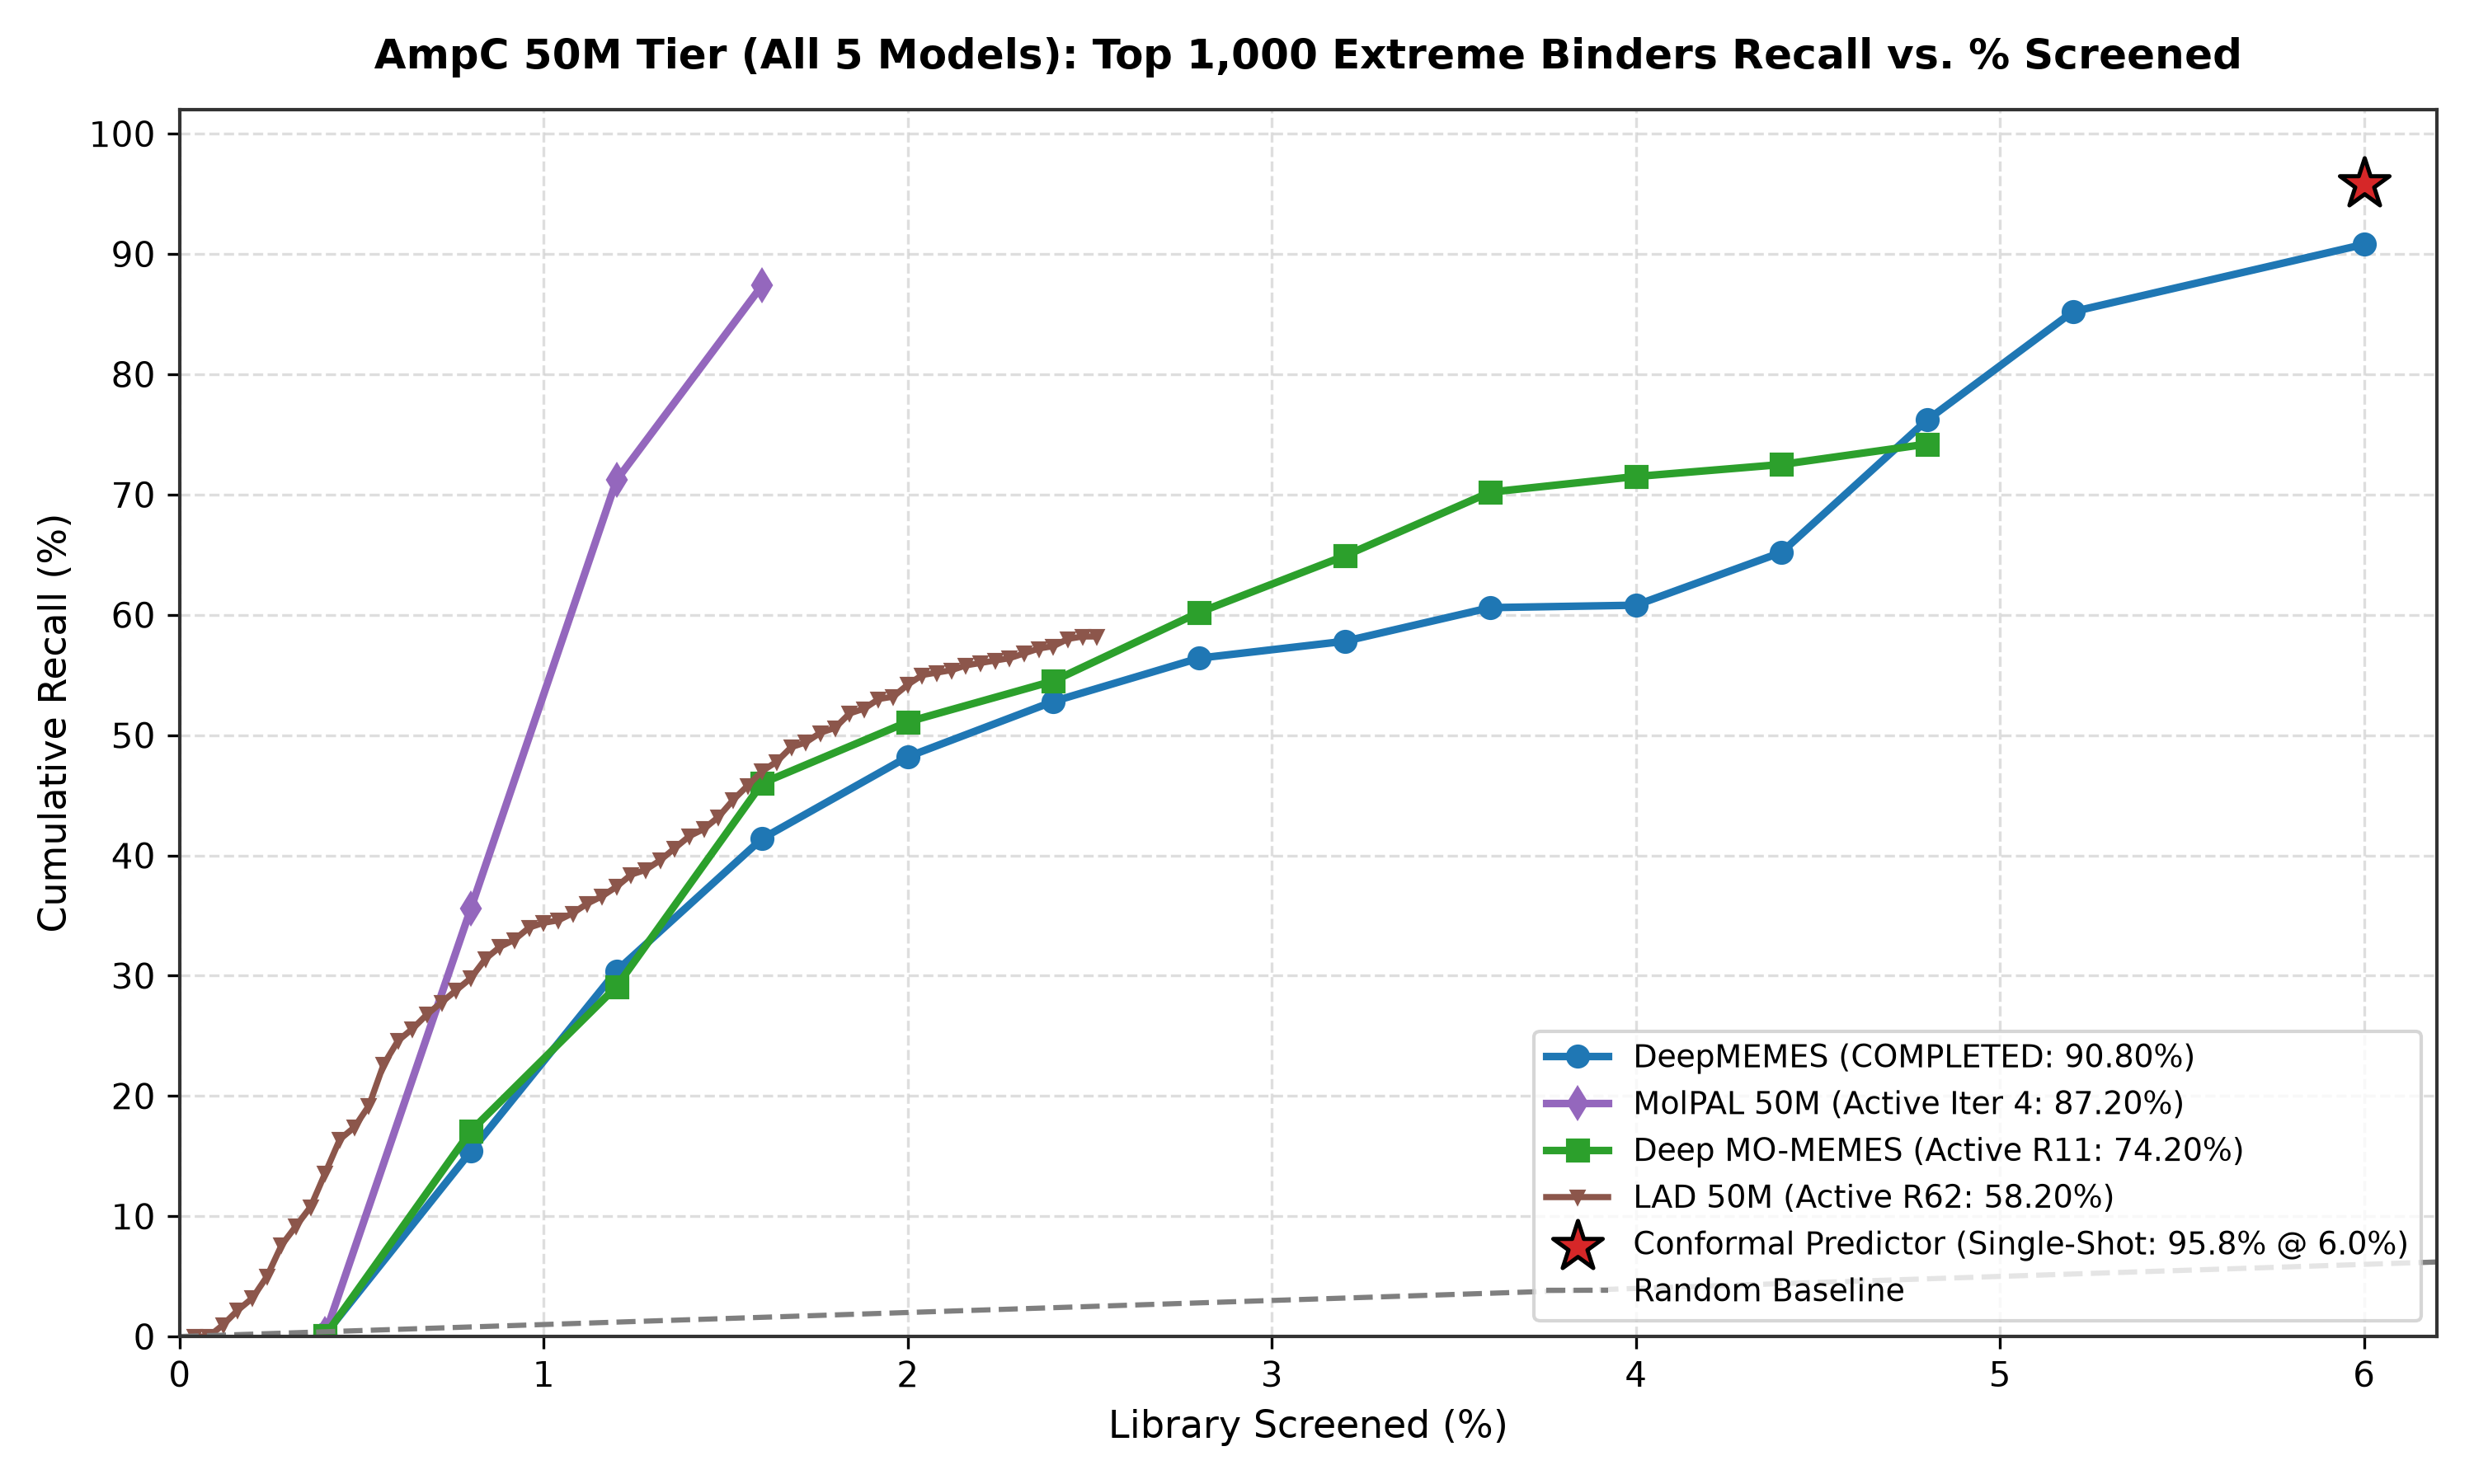 AmpC 50M Tier (All 5 Models): Top 1,000 Extreme Binders Recall vs. % Screened
100
90
80
70
60
50
40
30
20
10
0
Cumulative Recall (%)
DeepMEMES (COMPLETED: 90.80%)
MolPAL 50M (Active Iter 4: 87.20%)
Deep MO-MEMES (Active R11: 74.20%)
LAD 50M (Active R62: 58.20%)
Conformal Predictor (Single-Shot: 95.8% @ 6.0%)
Random Baseline
0 1 2 3 4 5 6
Library Screened (%)